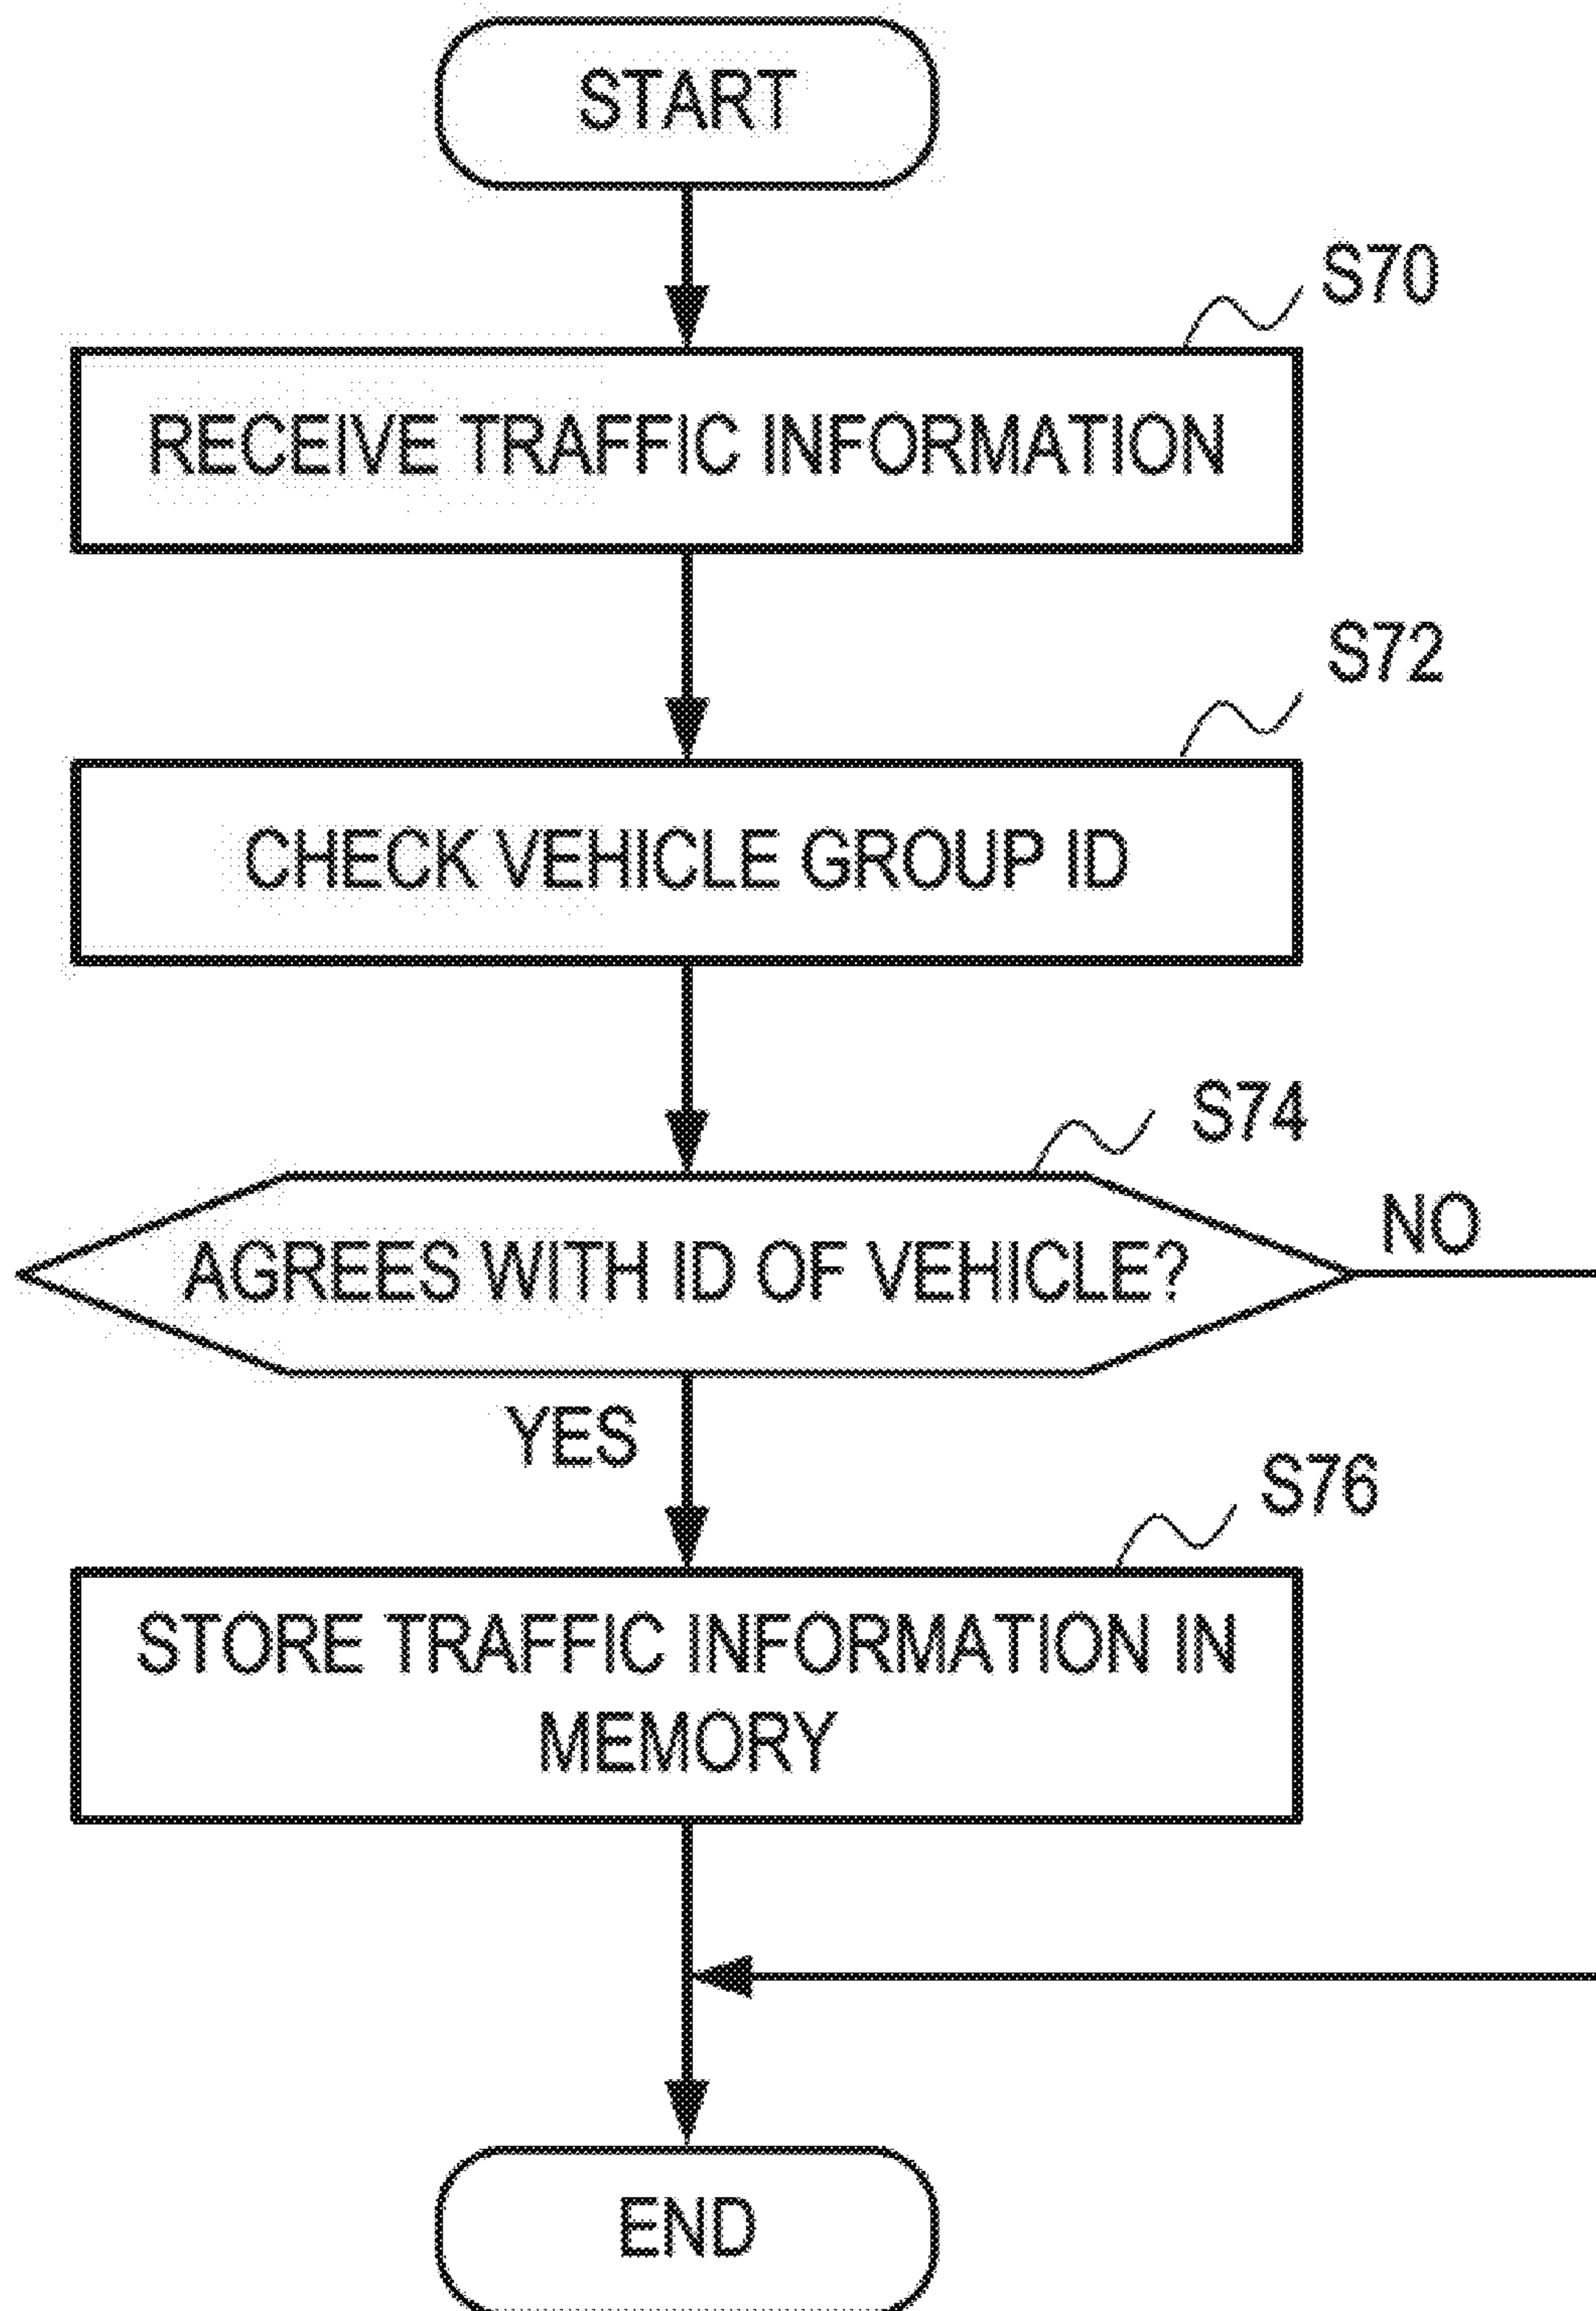 START
S70
RECEIVE TRAFFIC INFORMATION
S72
CHECK VEHICLE GROUP ID
S74
AGREES WITH ID OF VEHICLE?
NO
YES
S76
STORE TRAFFIC INFORMATION IN
MEMORY
END